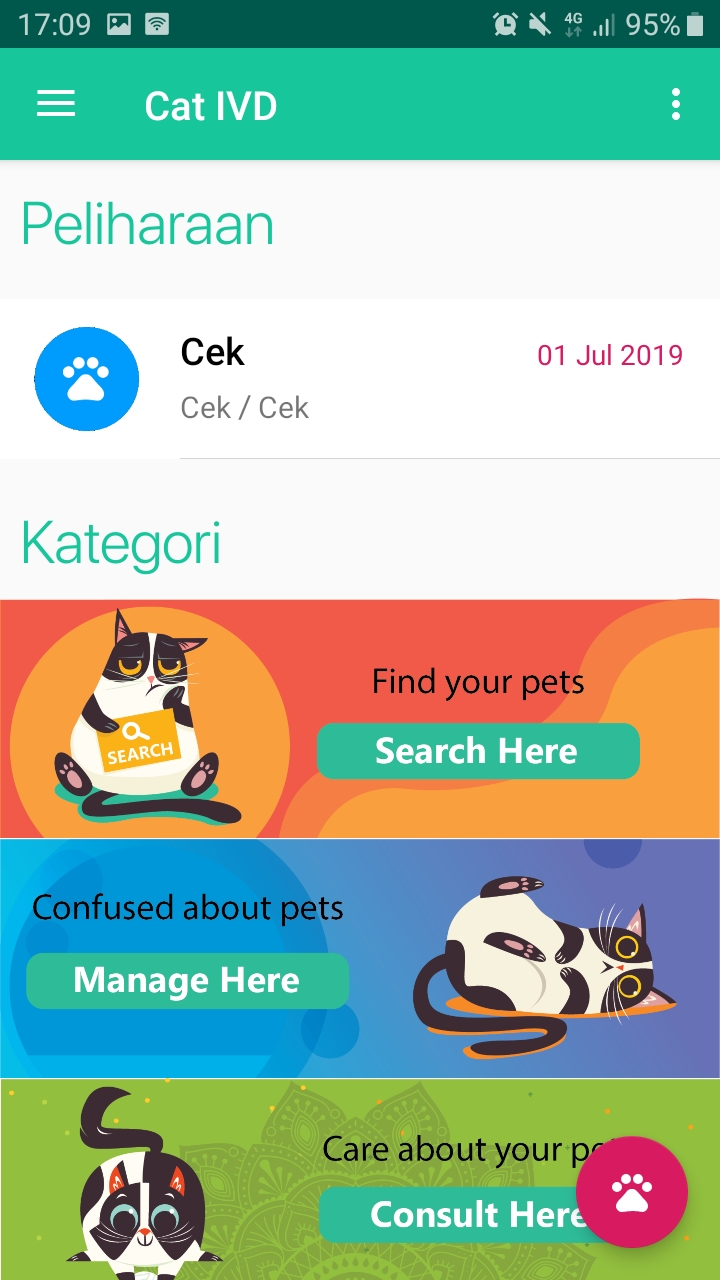 17:09 4G 95%
Cat IVD
Peliharaan
Cek 01 Jul 2019
Cek / Cek
Kategori
Find your pets
SEARCH
Search Here
Confused about pets
Manage Here
Care about your pe
Consult Here